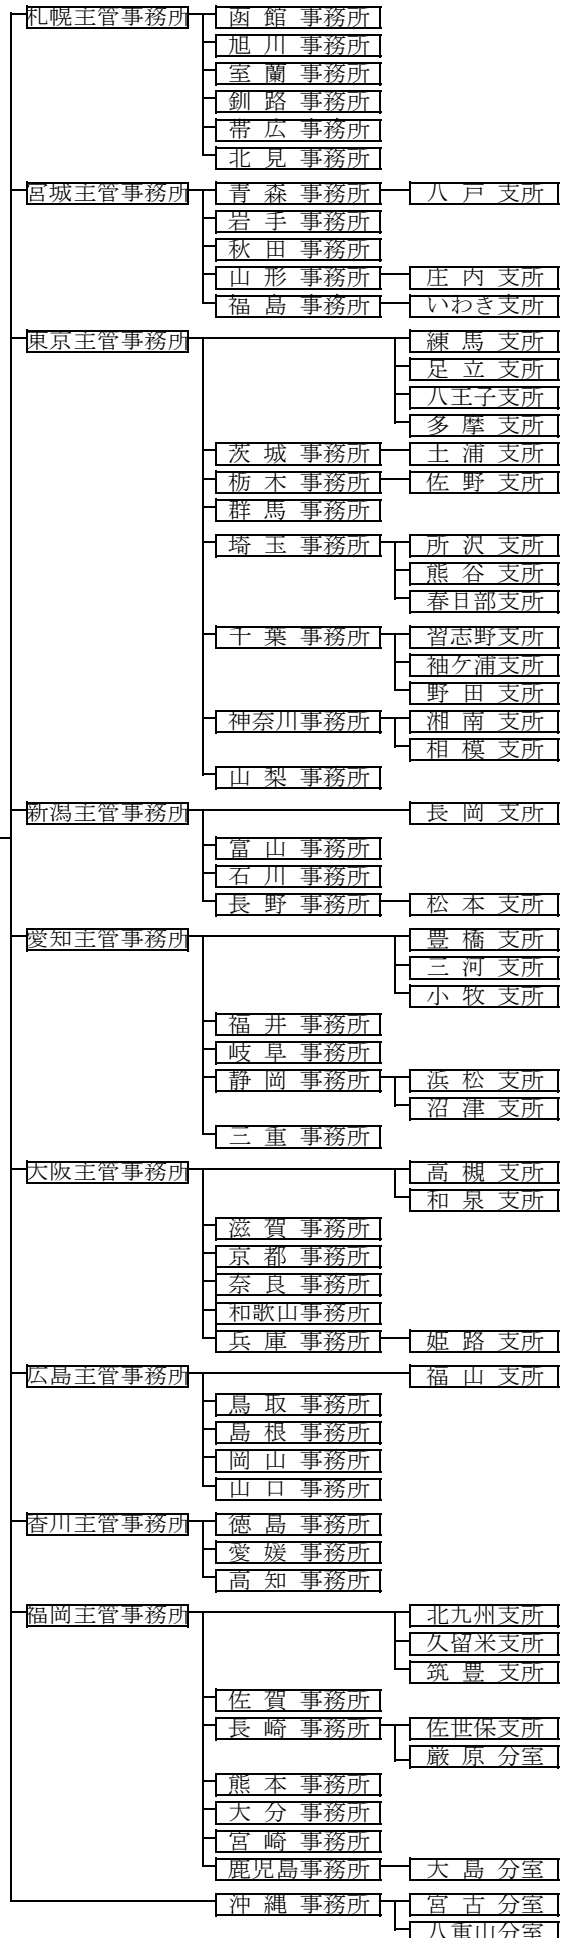 札幌主管事務所 函館 事務所
旭川 事務所
室蘭 事務所
釧路 事務所
帯広 事務所
北見 事務所
宮城主管事務所 青森 事務所 八戸 支所
岩手 事務所
秋田 事務所
山形 事務所 庄内 支所
福島 事務所 いわき支所
東京主管事務所 練馬 支所
足立 支所
八王子支所
多摩 支所
茨城 事務所 土浦 支所
栃木 事務所 佐野 支所
群馬 事務所
埼玉 事務所 所沢 支所
熊谷 支所
春日部支所
千葉 事務所 習志野支所
袖ケ浦支所
野田 支所
神奈川事務所 湘南 支所
相模 支所
山梨 事務所
新潟主管事務所 長岡 支所
富山 事務所
石川 事務所
長野 事務所 松本 支所
愛知主管事務所 豊橋 支所
三河 支所
小牧 支所
福井 事務所
岐阜 事務所
静岡 事務所 浜松 支所
沼津 支所
三重 事務所
大阪主管事務所 高槻 支所
和泉 支所
滋賀 事務所
京都 事務所
奈良 事務所
和歌山事務所
兵庫 事務所 姫路 支所
広島主管事務所 福山 支所
鳥取 事務所
島根 事務所
岡山 事務所
山口 事務所
香川主管事務所 徳島 事務所
愛媛 事務所
高知 事務所
福岡主管事務所 北九州支所
久留米支所
筑豊 支所
佐賀 事務所
長崎 事務所 佐世保支所
厳原 分室
熊本 事務所
大分 事務所
宮崎 事務所
鹿児島事務所 大島 分室
沖縄 事務所 宮古 分室
八重山分室